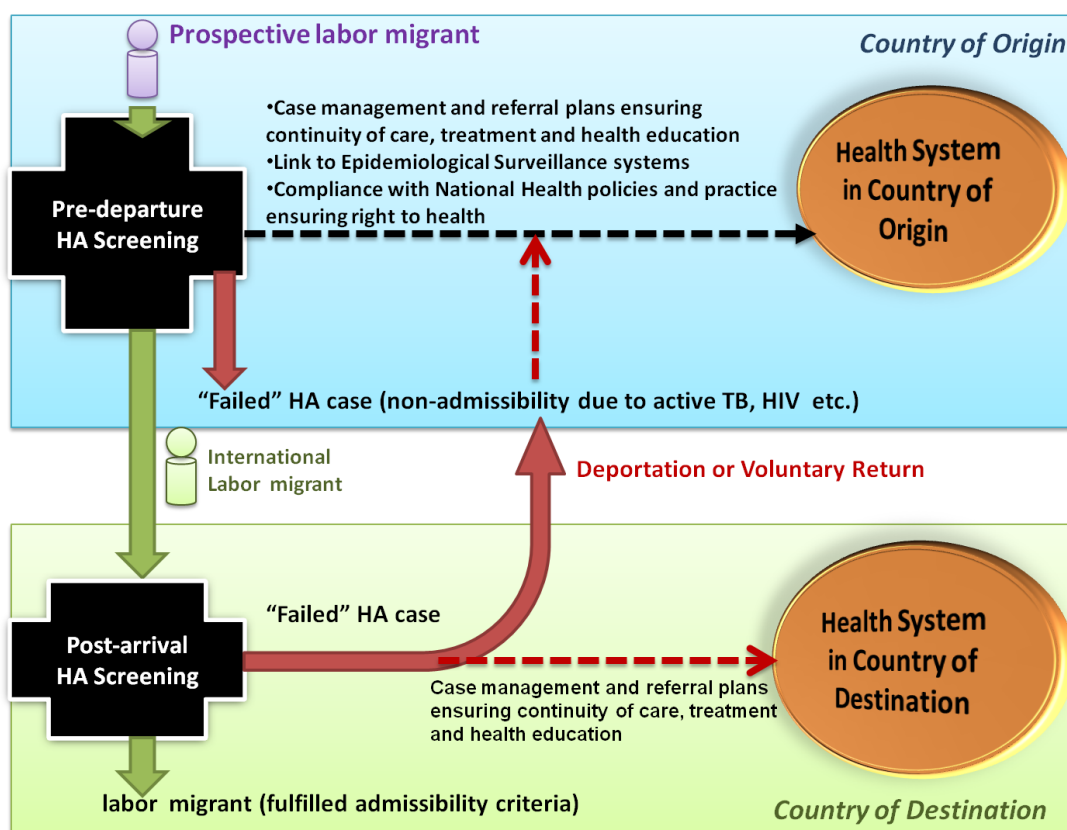 Prospective labor migrant
Country of Origin
•Case management and referral plans ensuring
continuity of care, treatment and health education
•Link to Epidemiological Surveillance systems
•Compliance with National Health policies and practice
ensuring right to health
Health System
in Country of
Origin
Pre-departure
HA Screening
“Failed” HA case (non-admissibility due to active TB, HIV etc.)
International
Labor migrant
Deportation or Voluntary Return
“Failed” HA case
Post-arrival
HA Screening
Health System
in Country of
Destination
Case management and referral plans
ensuring continuity of care, treatment
and health education
labor migrant (fulfilled admissibility criteria)
Country of Destination